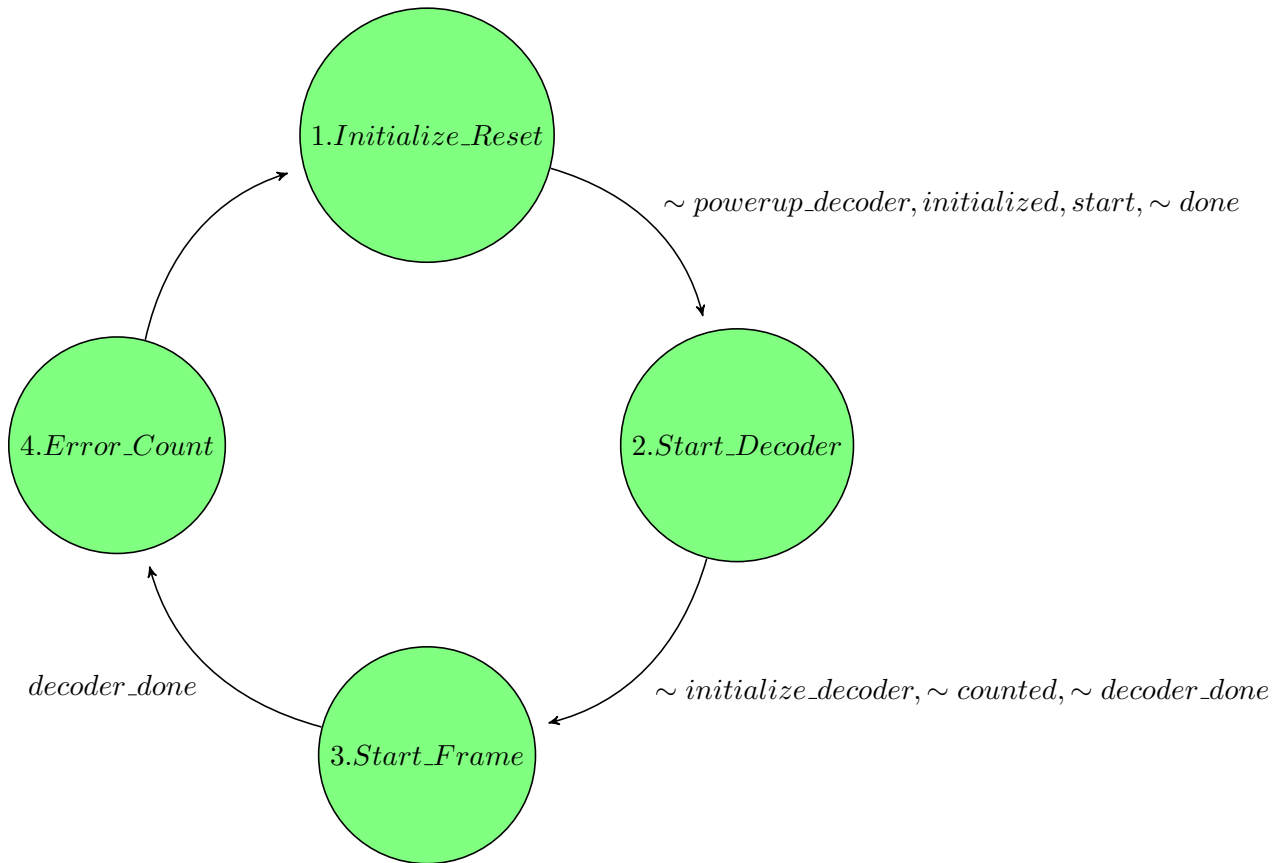 1.Initialize_Reset
∼ powerup_decoder, initialized, start, ∼ done
4.Error_Count
2.Start_Decoder
decoder_done
∼ initialize_decoder, ∼ counted, ∼ decoder_done
3.Start_Frame